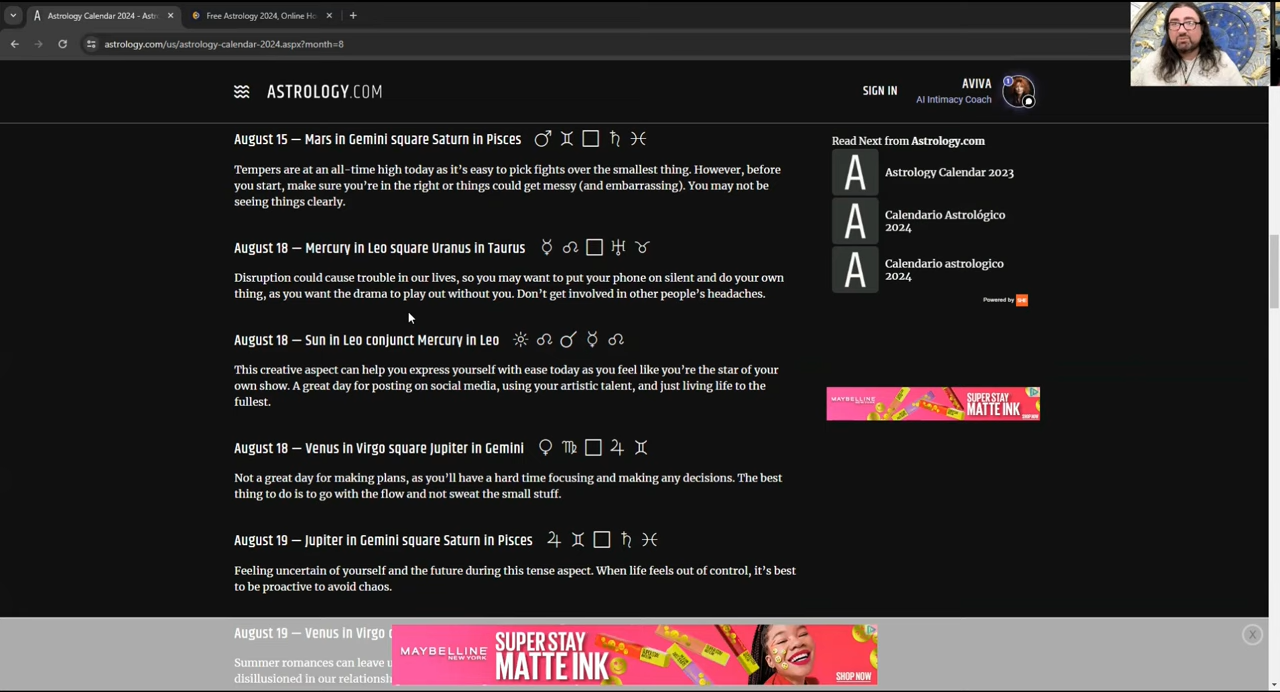 Astrology Calendar 2024 - Astr
Free Astrology 2024, Online Ho
astrology.com/us/astrology-calendar-2024.aspx?month=8
ASTROLOGY.COM
SIGN IN
AVIVA
AI Intimacy Coach
1
August 15 — Mars in Gemini square Saturn in Pisces ♂ ♊ □ ♄ ♓
Tempers are at an all-time high today as it's easy to pick fights over the smallest thing. However, before
you start, make sure you're in the right or things could get messy (and embarrassing). You may not be
seeing things clearly.
August 18 — Mercury in Leo square Uranus in Taurus ☿ ♌ □ ♅ ♉
Disruption could cause trouble in our lives, so you may want to put your phone on silent and do your own
thing, as you want the drama to play out without you. Don't get involved in other people's headaches.
August 18 — Sun in Leo conjunct Mercury in Leo ☼ ♌ ☌ ☿ ♌
This creative aspect can help you express yourself with ease today as you feel like you're the star of your
own show. A great day for posting on social media, using your artistic talent, and just living life to the
fullest.
August 18 — Venus in Virgo square Jupiter in Gemini ♀ ♍ □ ♃ ♊
Not a great day for making plans, as you'll have a hard time focusing and making any decisions. The best
thing to do is to go with the flow and not sweat the small stuff.
August 19 — Jupiter in Gemini square Saturn in Pisces ♃ ♊ □ ♄ ♓
Feeling uncertain of yourself and the future during this tense aspect. When life feels out of control, it's best
to be proactive to avoid chaos.
August 19 — Venus in Virgo
Summer romances can leave u
disillusioned in our relationsh
Read Next from Astrology.com
A
Astrology Calendar 2023
A
Calendario Astrológico
2024
A
Calendario astrologico
2024
Powered by
MAYBELLINE
SUPER STAY
MATTE INK
SHOP NOW
MAYBELLINE
NEW YORK
SUPER STAY
MATTE INK
SHOP NOW
X